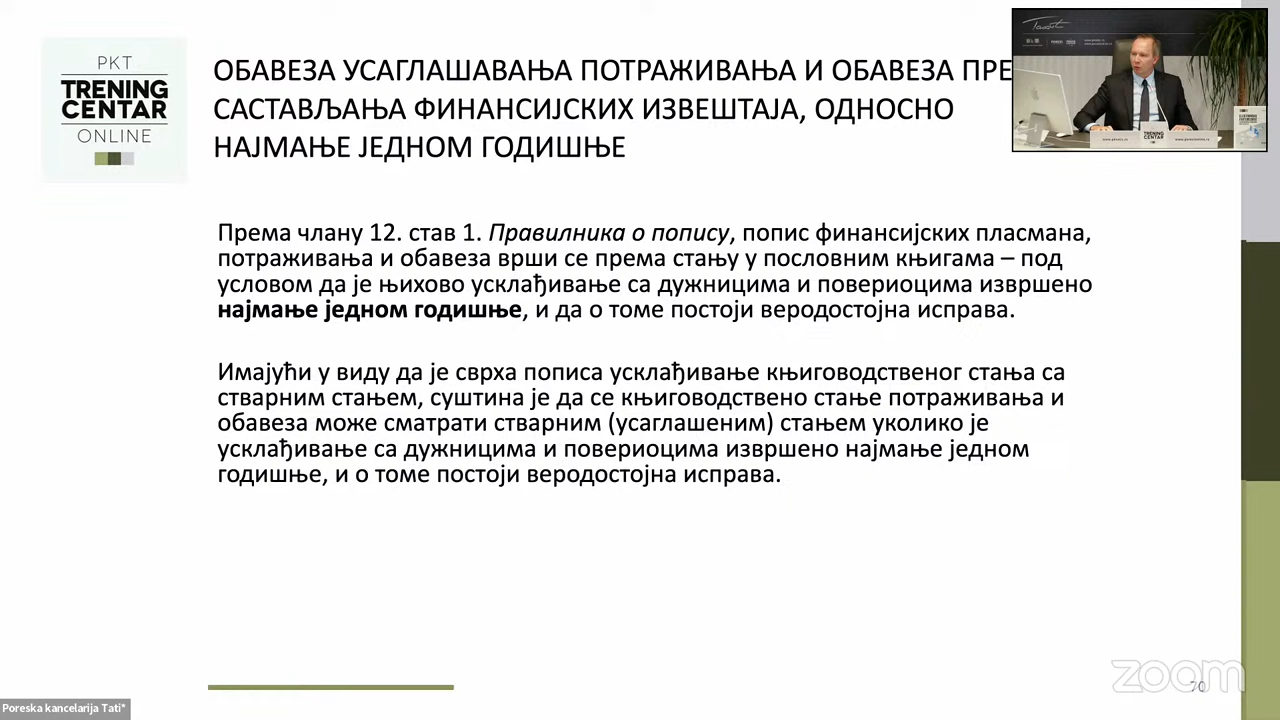 PKT
TRENING
CENTAR
ONLINE
ОБАВЕЗА УСАГЛАШАВАЊА ПОТРАЖИВАЊА И ОБАВЕЗА ПРЕ
САСТАВЉАЊА ФИНАНСИЈСКИХ ИЗВЕШТАЈА, ОДНОСНО
НАЈМАЊЕ ЈЕДНОМ ГОДИШЊЕ
Према члану 12. став 1. Правилника о попису, попис финансијских пласмана,
потраживања и обавеза врши се према стању у пословним књигама – под
условом да је њихово усклађивање са дужницима и повериоцима извршено
најмање једном годишње, и да о томе постоји веродостојна исправа.
Имајући у виду да је сврха пописа усклађивање књиговодственог стања са
стварним стањем, суштина је да се књиговодствено стање потраживања и
обавеза може сматрати стварним (усаглашеним) стањем уколико је
усклађивање са дужницима и повериоцима извршено најмање једном
годишње, и о томе постоји веродостојна исправа.
TRENING
CENTAR
zoom
70
Poreska kancelarija Tati*